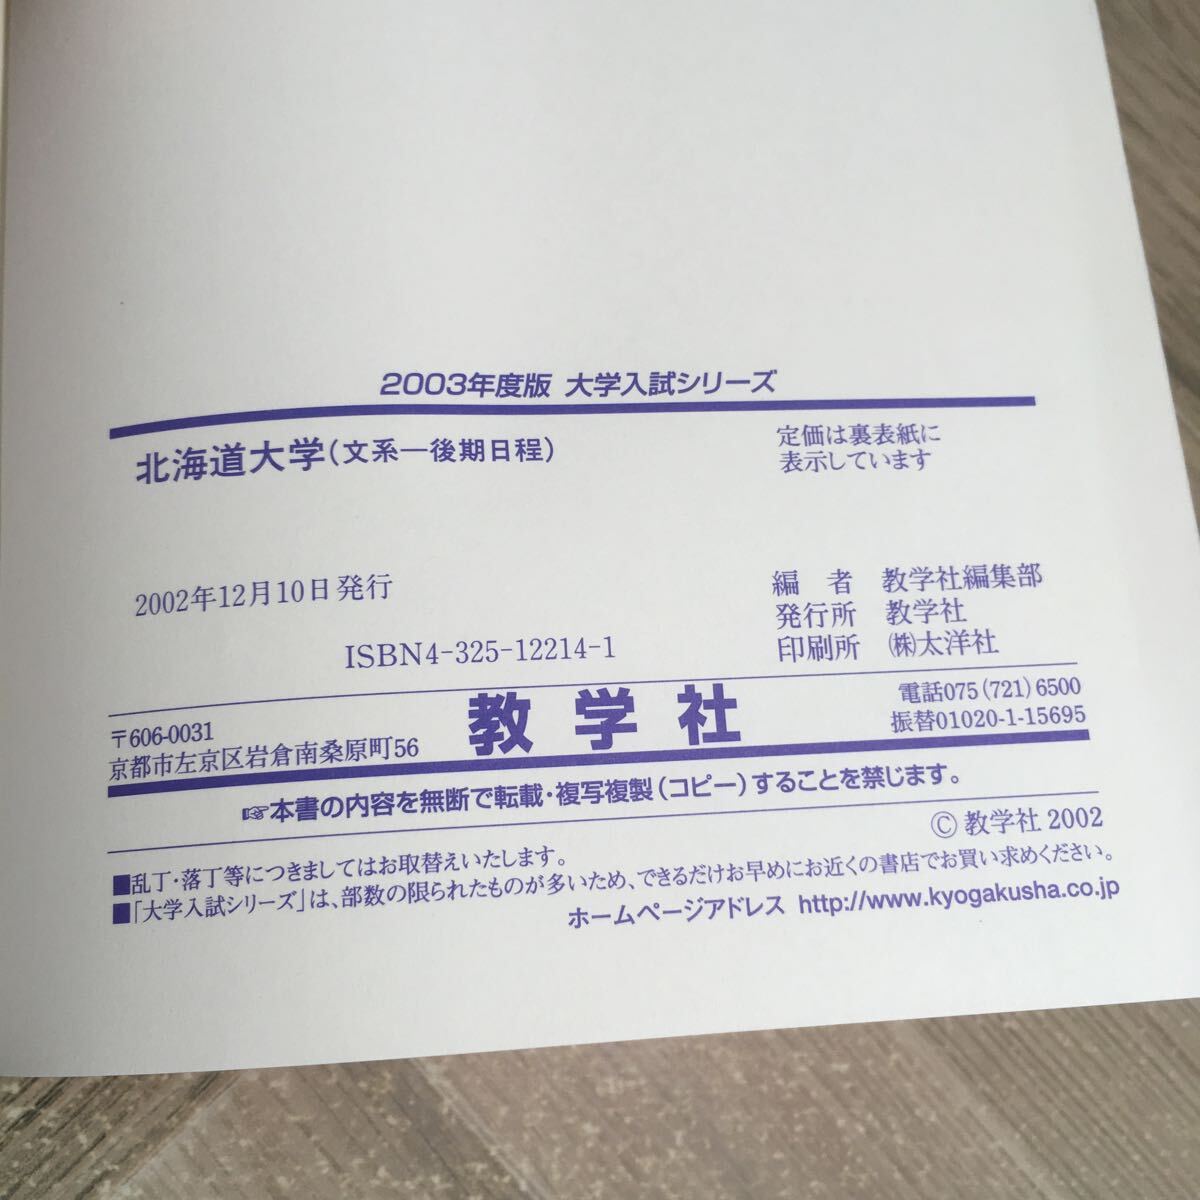 2003年度版 大学入試シリーズ
北海道大学(文系―後期日程)
定価は裏表紙に
表示しています
2002年12月10日発行
ISBN4-325-12214-1
編 者 教学社編集部
発行所 教学社
印刷所 ㈱太洋社
〒606-0031
京都市左京区岩倉南桑原町56
教学社
電話075(721)6500
振替01020-1-15695
☞本書の内容を無断で転載・複写複製(コピー)することを禁じます。
©教学社 2002
■乱丁・落丁等につきましてはお取替えいたします。
■「大学入試シリーズ」は、部数の限られたものが多いため、できるだけお早めにお近くの書店でお買い求めください。
ホームページアドレス http://www.kyogakusha.co.jp